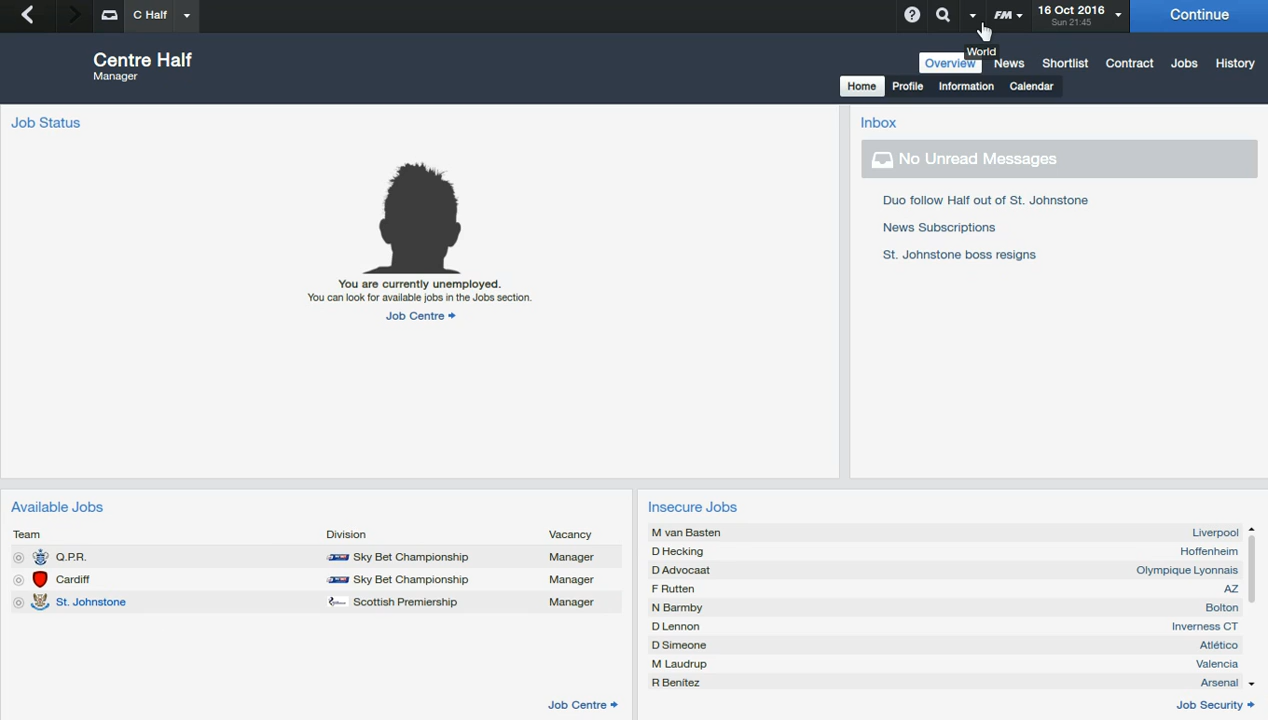 C Half
FM
16 Oct 2016
Sun 21:45
Continue
World
Centre Half
Manager
Overview News Shortlist Contract Jobs History
Home Profile Information Calendar
Job Status
You are currently unemployed.
You can look for available jobs in the Jobs section.
Job Centre
Inbox
No Unread Messages
Duo follow Half out of St. Johnstone
News Subscriptions
St. Johnstone boss resigns
Available Jobs
Team Division Vacancy
Q.P.R. Sky Bet Championship Manager
Cardiff Sky Bet Championship Manager
St. Johnstone Scottish Premiership Manager
Job Centre
Insecure Jobs
M van Basten Liverpool
D Hecking Hoffenheim
D Advocaat Olympique Lyonnais
F Rutten AZ
N Barmby Bolton
D Lennon Inverness CT
D Simeone Atlético
M Laudrup Valencia
R Benítez Arsenal
Job Security